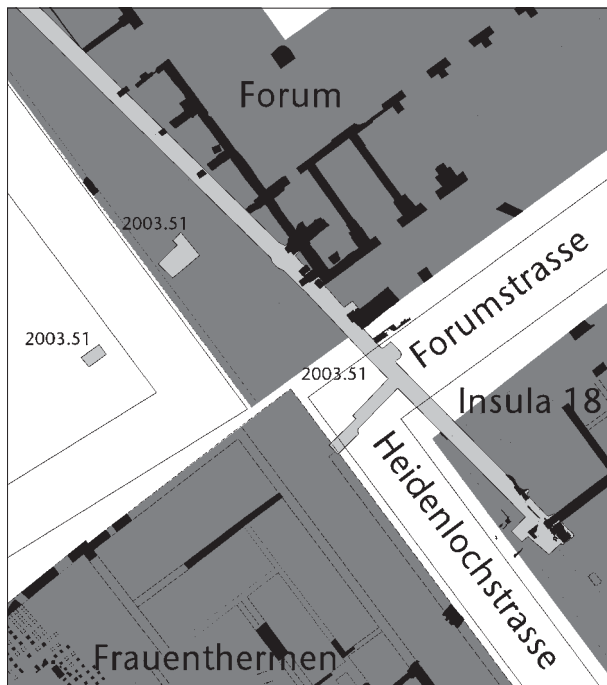 Forum
2003.51
Forumstrasse
2003.51
2003.51
Insula 18
Heidenlochstrasse
Frauenthermen